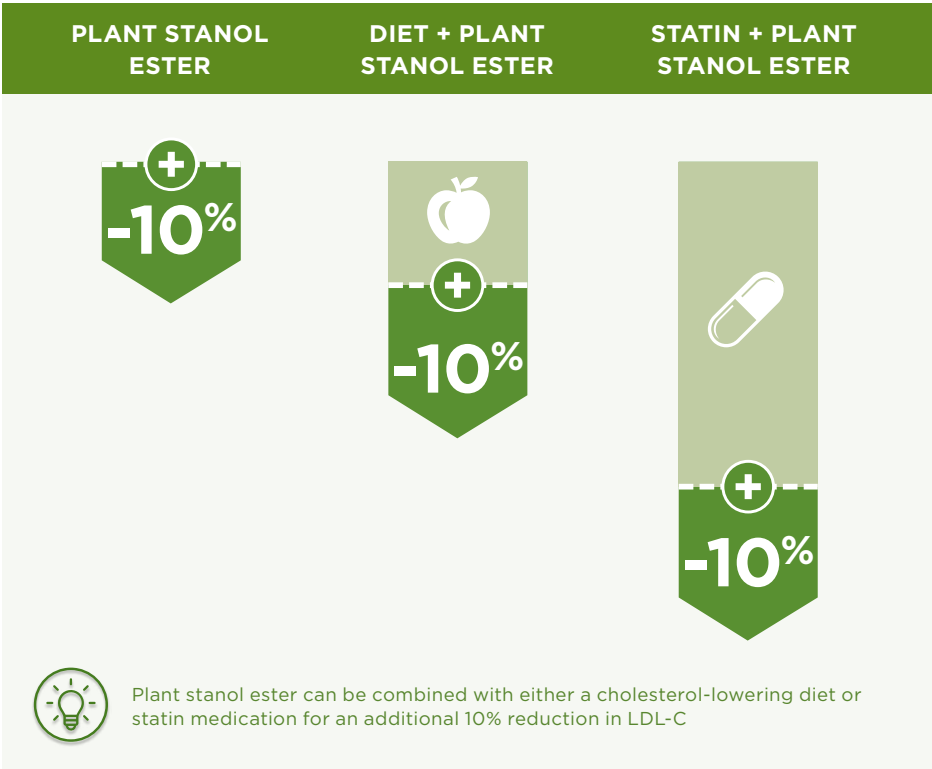 PLANT STANOL
ESTER
DIET + PLANT
STANOL ESTER
STATIN + PLANT
STANOL ESTER
-10%
-10%
-10%
Plant stanol ester can be combined with either a cholesterol-lowering diet or
statin medication for an additional 10% reduction in LDL-C